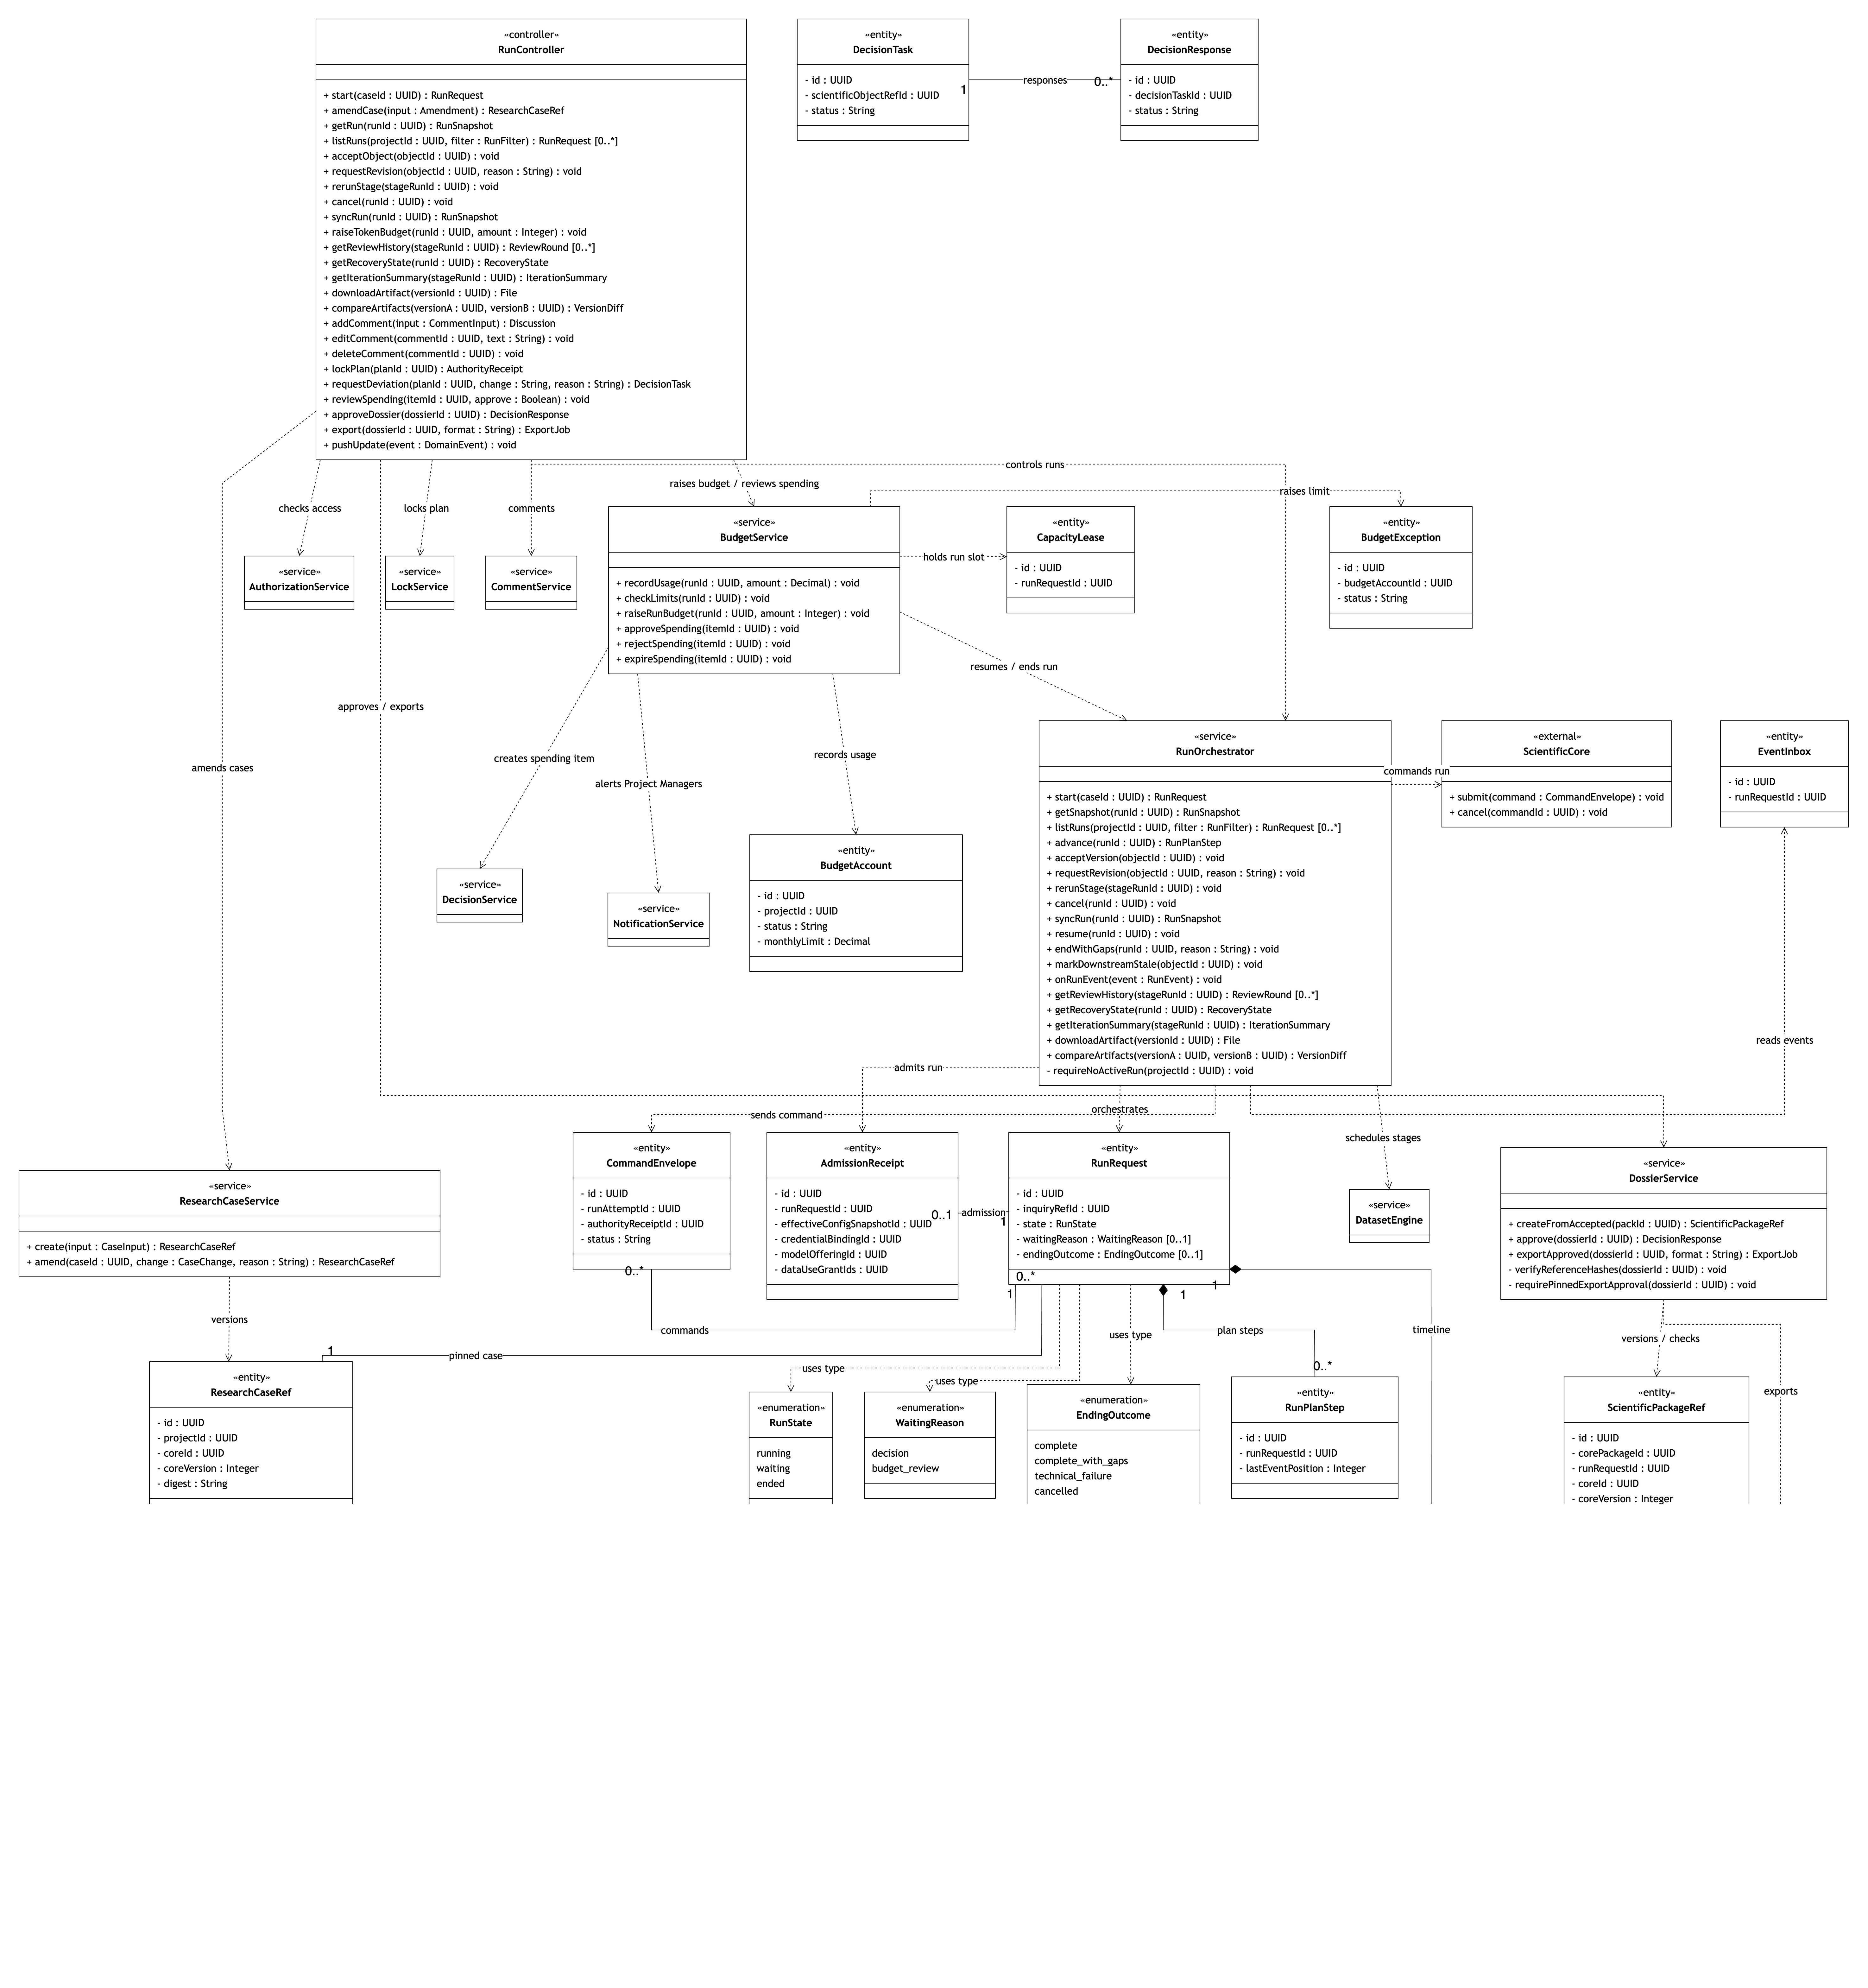 «controller»
RunController
+ start(caseId : UUID) : RunRequest
+ amendCase(input : Amendment) : ResearchCaseRef
+ getRun(runId : UUID) : RunSnapshot
+ listRuns(projectId : UUID, filter : RunFilter) : RunRequest [0..*]
+ acceptObject(objectId : UUID) : void
+ requestRevision(objectId : UUID, reason : String) : void
+ rerunStage(stageRunId : UUID) : void
+ cancel(runId : UUID) : void
+ syncRun(runId : UUID) : RunSnapshot
+ raiseTokenBudget(runId : UUID, amount : Integer) : void
+ getReviewHistory(stageRunId : UUID) : ReviewRound [0..*]
+ getRecoveryState(runId : UUID) : RecoveryState
+ getIterationSummary(stageRunId : UUID) : IterationSummary
+ downloadArtifact(versionId : UUID) : File
+ compareArtifacts(versionA : UUID, versionB : UUID) : VersionDiff
+ addComment(input : CommentInput) : Discussion
+ editComment(commentId : UUID, text : String) : void
+ deleteComment(commentId : UUID) : void
+ lockPlan(planId : UUID) : AuthorityReceipt
+ requestDeviation(planId : UUID, change : String, reason : String) : DecisionTask
+ reviewSpending(itemId : UUID, approve : Boolean) : void
+ approveDossier(dossierId : UUID) : DecisionResponse
+ export(dossierId : UUID, format : String) : ExportJob
+ pushUpdate(event : DomainEvent) : void
«entity»
DecisionTask
- id : UUID
- scientificObjectRefId : UUID
- status : String
1
responses
0..*
«entity»
DecisionResponse
- id : UUID
- decisionTaskId : UUID
- status : String
controls runs
raises budget / reviews spending
raises limit
checks access
locks plan
comments
«service»
AuthorizationService
«service»
LockService
«service»
CommentService
«service»
BudgetService
+ recordUsage(runId : UUID, amount : Decimal) : void
+ checkLimits(runId : UUID) : void
+ raiseRunBudget(runId : UUID, amount : Integer) : void
+ approveSpending(itemId : UUID) : void
+ rejectSpending(itemId : UUID) : void
+ expireSpending(itemId : UUID) : void
holds run slot
«entity»
CapacityLease
- id : UUID
- runRequestId : UUID
«entity»
BudgetException
- id : UUID
- budgetAccountId : UUID
- status : String
resumes / ends run
approves / exports
amends cases
creates spending item
alerts Project Managers
records usage
«service»
DecisionService
«service»
NotificationService
«entity»
BudgetAccount
- id : UUID
- projectId : UUID
- status : String
- monthlyLimit : Decimal
«service»
RunOrchestrator
+ start(caseId : UUID) : RunRequest
+ getSnapshot(runId : UUID) : RunSnapshot
+ listRuns(projectId : UUID, filter : RunFilter) : RunRequest [0..*]
+ advance(runId : UUID) : RunPlanStep
+ acceptVersion(objectId : UUID) : void
+ requestRevision(objectId : UUID, reason : String) : void
+ rerunStage(stageRunId : UUID) : void
+ cancel(runId : UUID) : void
+ syncRun(runId : UUID) : RunSnapshot
+ resume(runId : UUID) : void
+ endWithGaps(runId : UUID, reason : String) : void
+ markDownstreamStale(objectId : UUID) : void
+ onRunEvent(event : RunEvent) : void
+ getReviewHistory(stageRunId : UUID) : ReviewRound [0..*]
+ getRecoveryState(runId : UUID) : RecoveryState
+ getIterationSummary(stageRunId : UUID) : IterationSummary
+ downloadArtifact(versionId : UUID) : File
+ compareArtifacts(versionA : UUID, versionB : UUID) : VersionDiff
- requireNoActiveRun(projectId : UUID) : void
commands run
«external»
ScientificCore
+ submit(command : CommandEnvelope) : void
+ cancel(commandId : UUID) : void
«entity»
EventInbox
- id : UUID
- runRequestId : UUID
reads events
admits run
sends command
orchestrates
schedules stages
«service»
ResearchCaseService
+ create(input : CaseInput) : ResearchCaseRef
+ amend(caseId : UUID, change : CaseChange, reason : String) : ResearchCaseRef
«entity»
CommandEnvelope
- id : UUID
- runAttemptId : UUID
- authorityReceiptId : UUID
- status : String
0..*
«entity»
AdmissionReceipt
- id : UUID
- runRequestId : UUID
- effectiveConfigSnapshotId : UUID
- credentialBindingId : UUID
- modelOfferingId : UUID
- dataUseGrantIds : UUID
0..1
admission
1
«entity»
RunRequest
- id : UUID
- inquiryRefId : UUID
- state : RunState
- waitingReason : WaitingReason [0..1]
- endingOutcome : EndingOutcome [0..1]
0..*
1
1
1
«service»
DatasetEngine
«service»
DossierService
+ createFromAccepted(packId : UUID) : ScientificPackageRef
+ approve(dossierId : UUID) : DecisionResponse
+ exportApproved(dossierId : UUID, format : String) : ExportJob
- verifyReferenceHashes(dossierId : UUID) : void
- requirePinnedExportApproval(dossierId : UUID) : void
versions
commands
uses type
plan steps
timeline
versions / checks
1
pinned case
uses type
uses type
0..*
exports
«entity»
ResearchCaseRef
- id : UUID
- projectId : UUID
- coreId : UUID
- coreVersion : Integer
- digest : String
«enumeration»
RunState
running
waiting
ended
«enumeration»
WaitingReason
decision
budget_review
«enumeration»
EndingOutcome
complete
complete_with_gaps
technical_failure
cancelled
«entity»
RunPlanStep
- id : UUID
- runRequestId : UUID
- lastEventPosition : Integer
«entity»
ScientificPackageRef
- id : UUID
- corePackageId : UUID
- runRequestId : UUID
- coreId : UUID
- coreVersion : Integer